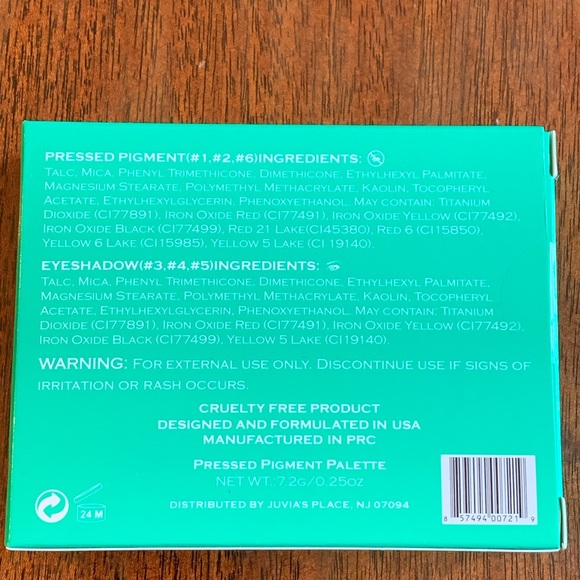 PRESSED PIGMENT(#1,#2,#6)INGREDIENTS:
TALC, MICA, PHENYL TRIMETHICONE, DIMETHICONE, ETHYLHEXYL PALMITATE,
MAGNESIUM STEARATE, POLYMETHYL METHACRYLATE, KAOLIN, TOCOPHERYL
ACETATE, ETHYLHEXYLGLYCERIN, PHENOXYETHANOL. MAY CONTAIN: TITANIUM
DIOXIDE (CI77891), IRON OXIDE RED (CI77491), IRON OXIDE YELLOW (CI77492),
IRON OXIDE BLACK (CI77499), RED 21 LAKE(CI45380), RED 6 (CI15850),
YELLOW 6 LAKE (CI15985), YELLOW 5 LAKE (CI 19140).
EYESHADOW(#3,#4,#5)INGREDIENTS:
TALC, MICA, PHENYL TRIMETHICONE, DIMETHICONE, ETHYLHEXYL PALMITATE,
MAGNESIUM STEARATE, POLYMETHYL METHACRYLATE, KAOLIN, TOCOPHERYL
ACETATE, ETHYLHEXYLGLYCERIN, PHENOXYETHANOL. MAY CONTAIN: TITANIUM
DIOXIDE (CI77891), IRON OXIDE RED (CI77491), IRON OXIDE YELLOW (CI77492),
IRON OXIDE BLACK (CI77499), YELLOW 5 LAKE (CI19140).
WARNING: FOR EXTERNAL USE ONLY. DISCONTINUE USE IF SIGNS OF
IRRITATION OR RASH OCCURS.
CRUELTY FREE PRODUCT
DESIGNED AND FORMULATED IN USA
MANUFACTURED IN PRC
PRESSED PIGMENT PALETTE
NET WT.:7.2G/0.25OZ
DISTRIBUTED BY JUVIA'S PLACE, NJ 07094
24 M
8 57494 00721 9